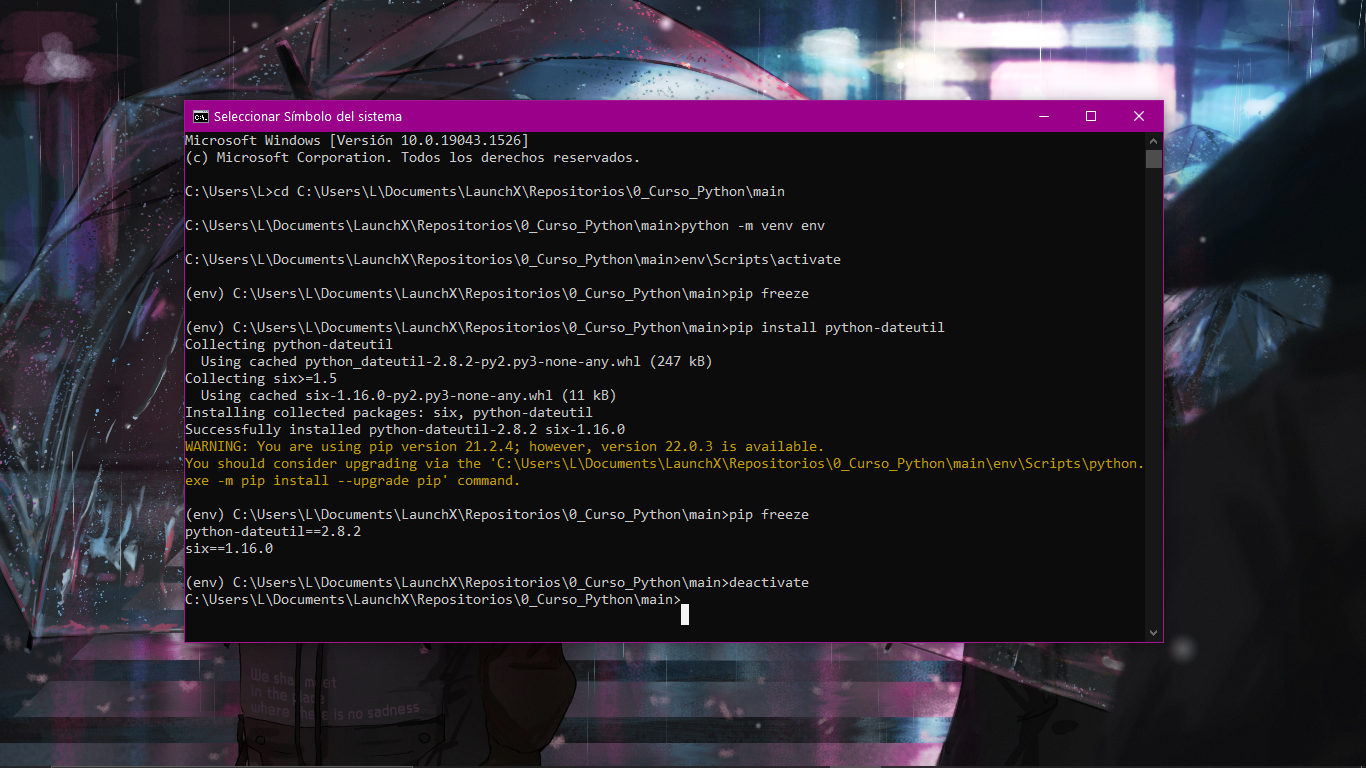 Seleccionar Símbolo del sistema
Microsoft Windows [Versión 10.0.19043.1526]
(c) Microsoft Corporation. Todos los derechos reservados.
C:\Users\L>cd C:\Users\L\Documents\LaunchX\Repositorios\0_Curso_Python\main
C:\Users\L\Documents\LaunchX\Repositorios\0_Curso_Python\main>python -m venv env
C:\Users\L\Documents\LaunchX\Repositorios\0_Curso_Python\main>env\Scripts\activate
(env) C:\Users\L\Documents\LaunchX\Repositorios\0_Curso_Python\main>pip freeze
(env) C:\Users\L\Documents\LaunchX\Repositorios\0_Curso_Python\main>pip install python-dateutil
Collecting python-dateutil
  Using cached python_dateutil-2.8.2-py2.py3-none-any.whl (247 kB)
Collecting six>=1.5
  Using cached six-1.16.0-py2.py3-none-any.whl (11 kB)
Installing collected packages: six, python-dateutil
Successfully installed python-dateutil-2.8.2 six-1.16.0
WARNING: You are using pip version 21.2.4; however, version 22.0.3 is available.
You should consider upgrading via the 'C:\Users\L\Documents\LaunchX\Repositorios\0_Curso_Python\main\env\Scripts\python.
exe -m pip install --upgrade pip' command.
(env) C:\Users\L\Documents\LaunchX\Repositorios\0_Curso_Python\main>pip freeze
python-dateutil==2.8.2
six==1.16.0
(env) C:\Users\L\Documents\LaunchX\Repositorios\0_Curso_Python\main>deactivate
C:\Users\L\Documents\LaunchX\Repositorios\0_Curso_Python\main>
We shall meet
in the place
where there is no sadness